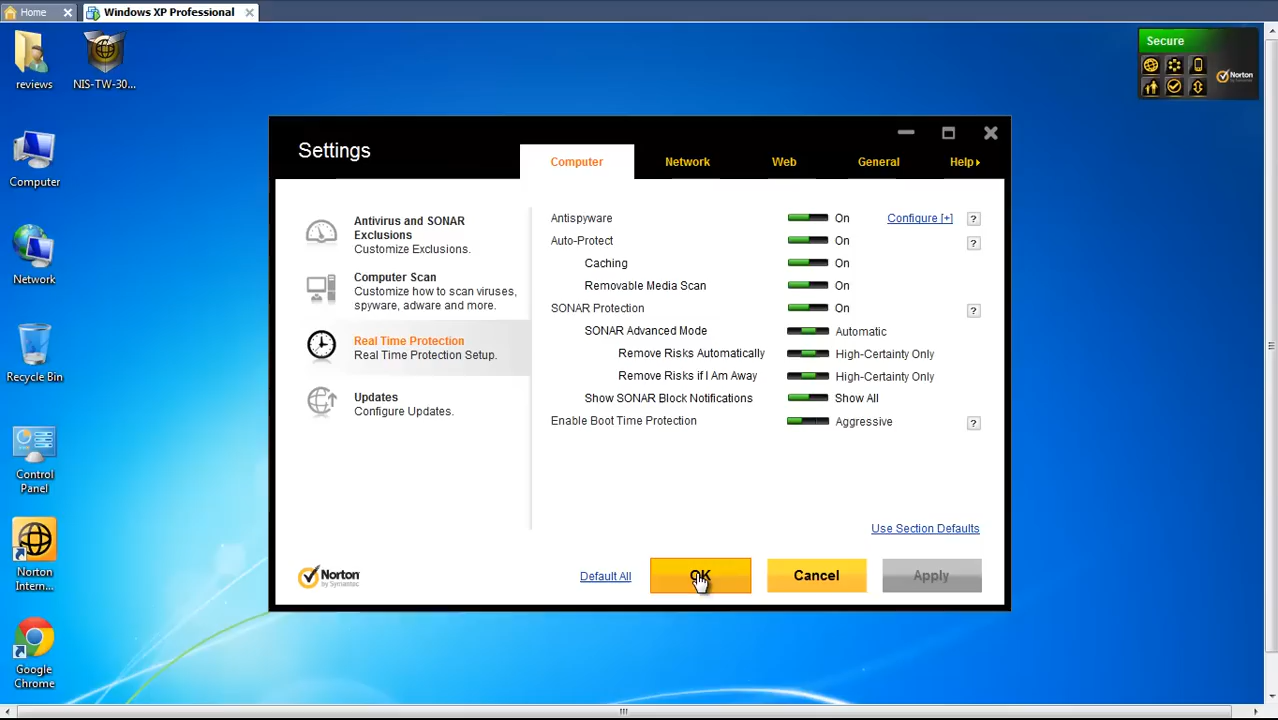 Home
Windows XP Professional
reviews
NIS-TW-30...
Computer
Network
Recycle Bin
Control
Panel
Norton
Intern...
Google
Chrome
Secure
Norton
Settings
Computer
Network
Web
General
Help
Antivirus and SONAR
Exclusions
Customize Exclusions.
Computer Scan
Customize how to scan viruses,
spyware, adware and more.
Real Time Protection
Real Time Protection Setup.
Updates
Configure Updates.
Antispyware On Configure [+] ?
Auto-Protect On ?
Caching On
Removable Media Scan On
SONAR Protection On ?
SONAR Advanced Mode Automatic
Remove Risks Automatically High-Certainty Only
Remove Risks if I Am Away High-Certainty Only
Show SONAR Block Notifications Show All
Enable Boot Time Protection Aggressive ?
Use Section Defaults
Norton
by Symantec
Default All
OK
Cancel
Apply